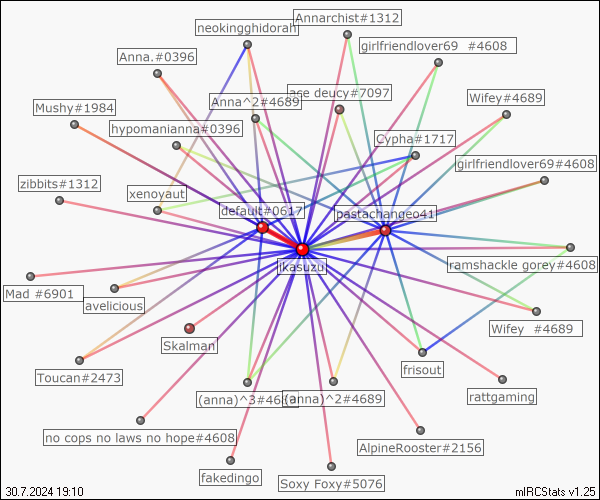 Annarchist#1312
neokingghidorah
girlfriendlover69 #4608
Anna.#0396
ace deucy#7097
Wifey#4689
Anna^2#4689
Mushy#1984
hypomanianna#0396
Cypha#1717
girlfriendlover69#4608
zibbits#1312
xenoyaut
default#0617
pastachangeo41
jkasuzu
ramshackle gorey#4608
Mad #6901
avelicious
Wifey #4689
Skalman
Toucan#2473
frisout
rattgaming
(anna)^3#4689
(anna)^2#4689
no cops no laws no hope#4608
AlpineRooster#2156
fakedingo
Soxy Foxy#5076
30.7.2024 19:10
mIRCStats v1.25